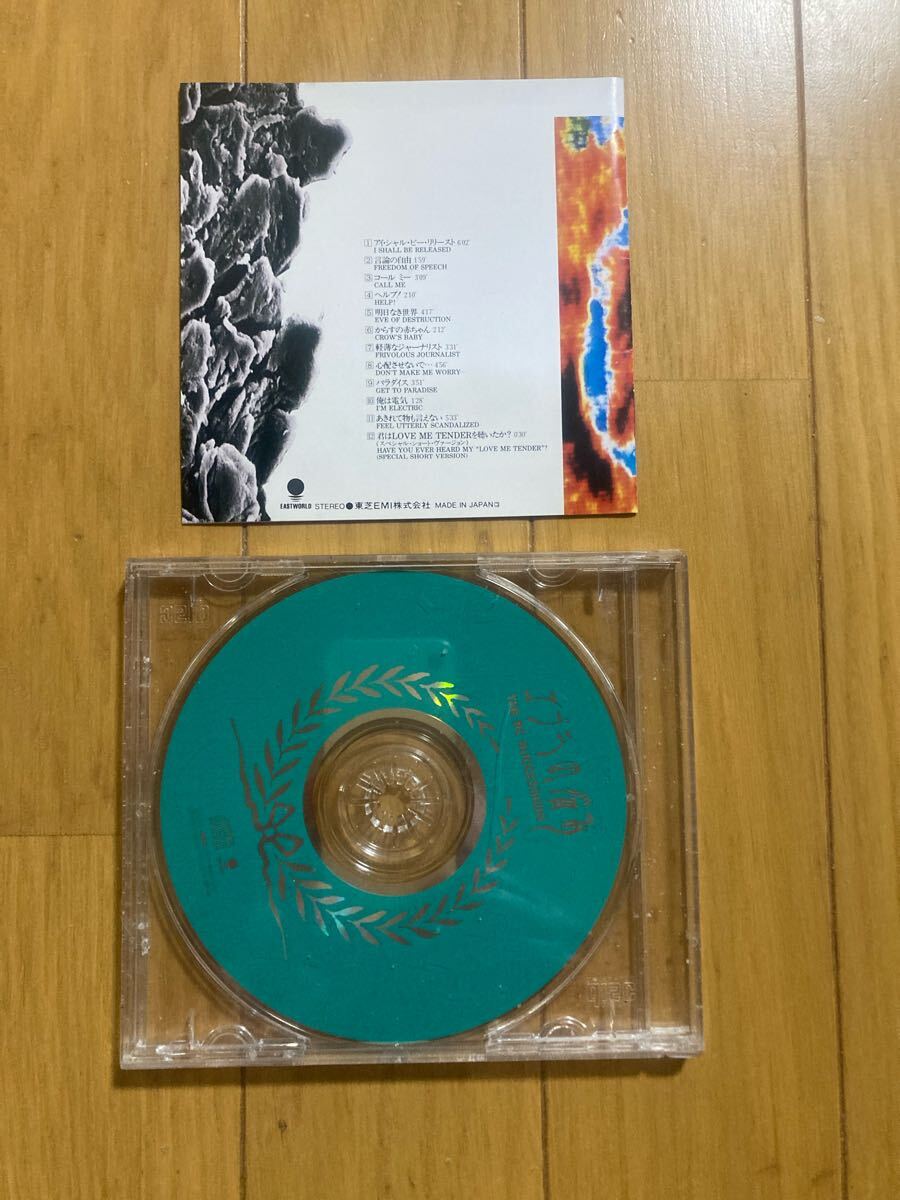 1 アイ・シャル・ビー・リリースト 6'02"
I SHALL BE RELEASED
2 言論の自由 1'59"
FREEDOM OF SPEECH
3 コール ミー 3'09"
CALL ME
4 ヘルプ! 2'10"
HELP!
5 明日なき世界 4'17"
EVE OF DESTRUCTION
6 からすの赤ちゃん 2'12"
CROW'S BABY
7 軽薄なジャーナリスト 3'31"
FRIVOLOUS JOURNALIST
8 心配させないで… 4'56"
DON'T MAKE ME WORRY…
9 パラダイス 3'51"
GET TO PARADISE
10 俺は電気 1'28"
I'M ELECTRIC
11 あきれて物も言えない 5'33"
FEEL UTTERLY SCANDALIZED
12 君はLOVE ME TENDERを聴いたか? 0'30"
(スペシャル・ショート・ヴァージョン)
HAVE YOU EVER HEARD MY "LOVE ME TENDER"?
(SPECIAL SHORT VERSION)
EASTWORLD STEREO ● 東芝EMI株式会社 MADE IN JAPAN
disc
コブラの悩み
disc